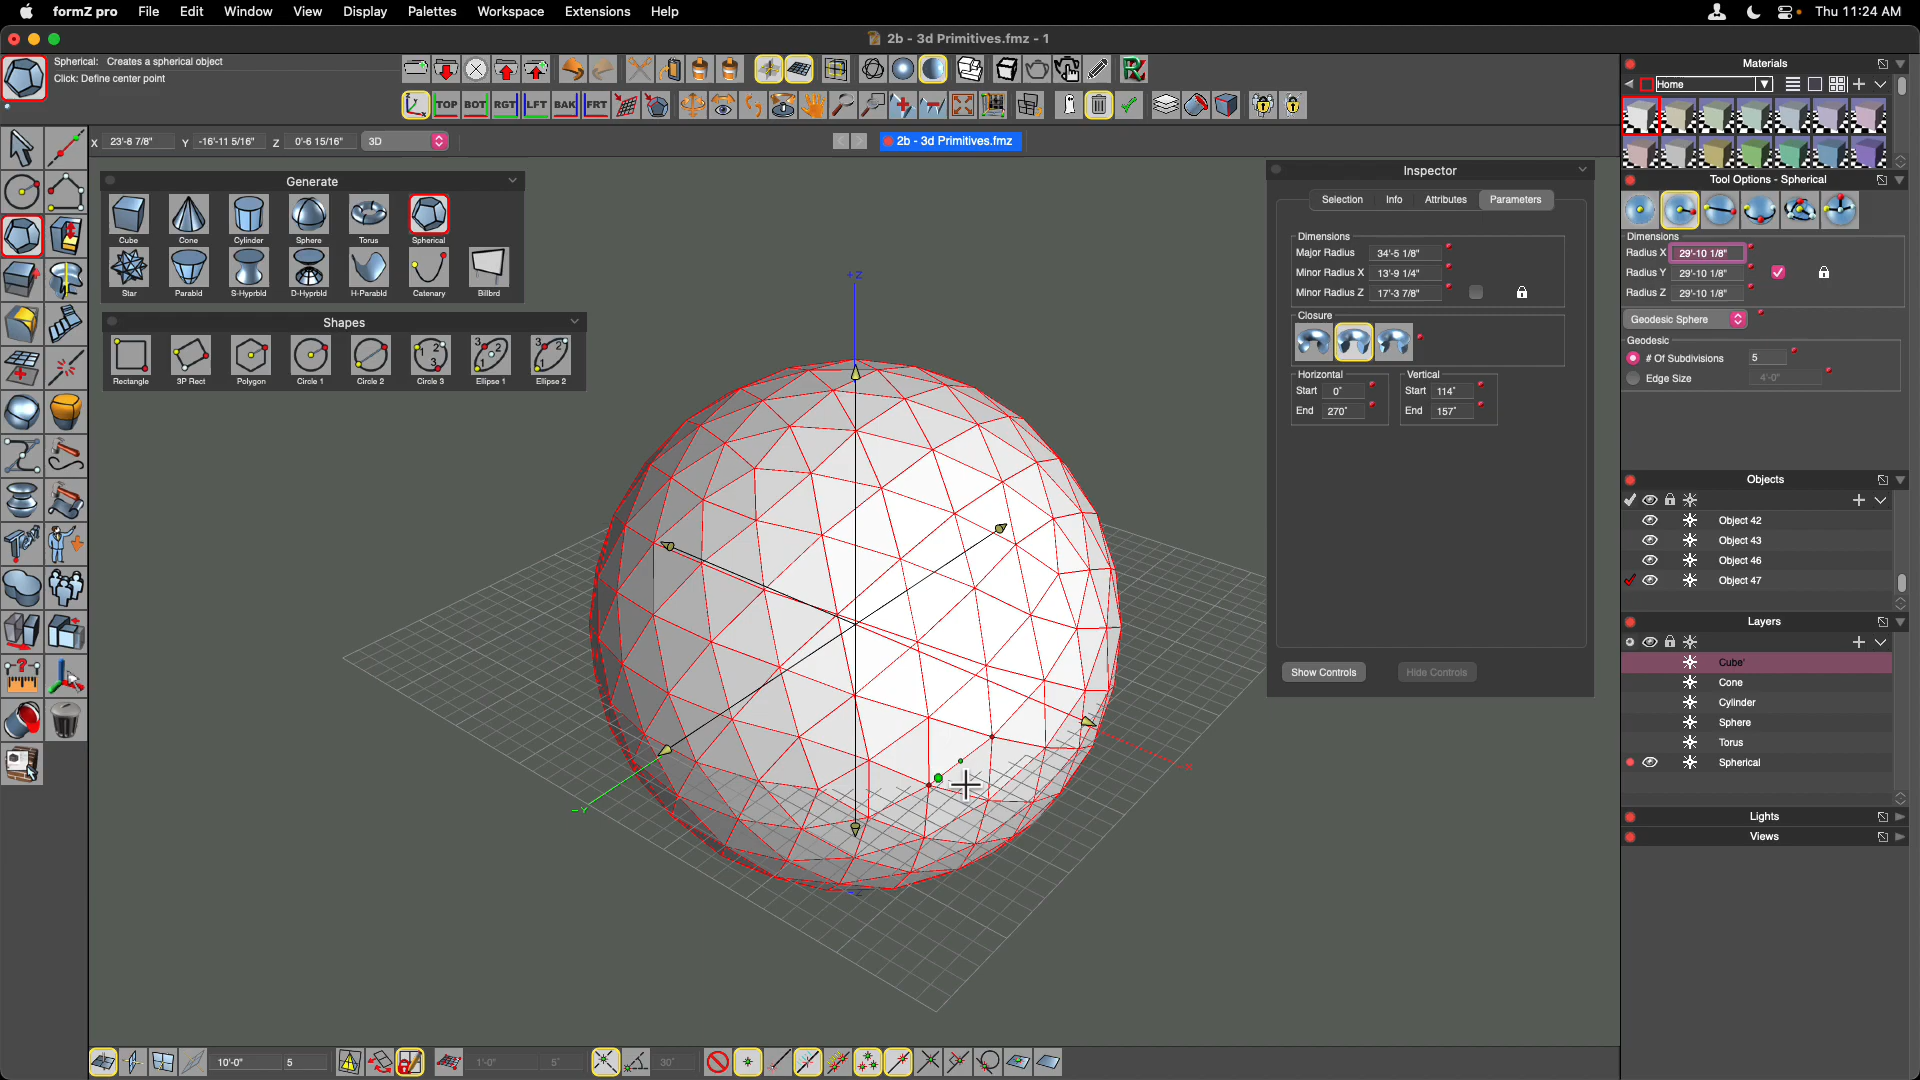 formZ pro File Edit Window View Display Palettes Workspace Extensions Help Thu 11:24 AM
2b - 3d Primitives.fmz - 1
Spherical: Creates a spherical object
Click: Define center point
TOP BOT RGT LFT BAK FRT
X 23'-8 7/8" Y -16'-11 5/16" Z 0'-6 15/16" 3D
2b - 3d Primitives.fmz
Generate
Cube Cone Cylinder Sphere Torus Spherical
Star Parabld S-Hyprbld D-Hyprbld H-Parabld Catenary Billbrd
Shapes
Rectangle 3P Rect Polygon Circle 1 Circle 2 Circle 3 Ellipse 1 Ellipse 2
+Z
-X
-Y
Inspector
Selection Info Attributes Parameters
Dimensions
Major Radius 34'-5 1/8"
Minor Radius X 13'-9 1/4"
Minor Radius Z 17'-3 7/8"
Closure
Horizontal Vertical
Start 0° Start 114°
End 270° End 157°
Show Controls Hide Controls
Materials
Home
Tool Options - Spherical
Dimensions
Radius X 29'-10 1/8"
Radius Y 29'-10 1/8"
Radius Z 29'-10 1/8"
Geodesic Sphere
Geodesic
# Of Subdivisions 5
Edge Size 4'-0"
Objects
Object 42
Object 43
Object 46
Object 47
Layers
Cube'
Cone
Cylinder
Sphere
Torus
Spherical
Lights
Views
10'-0" 5 1'-0" 5° 30°